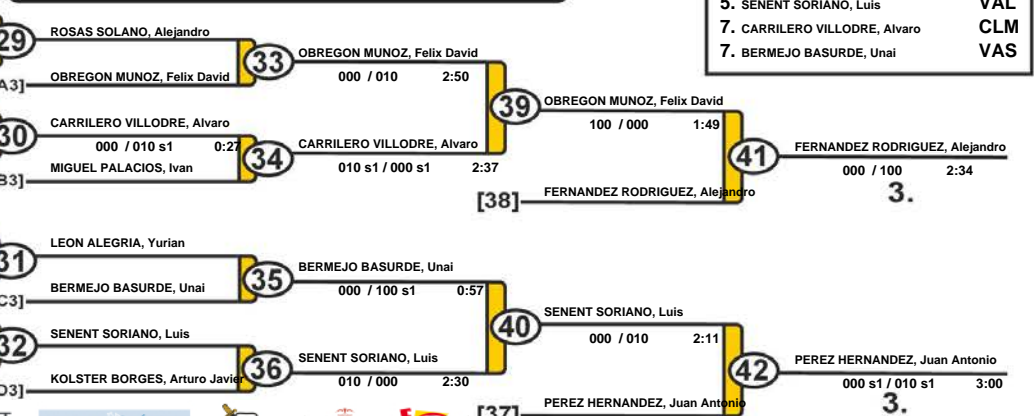 5. SENENT SORIANO, Luis VAL
7. CARRILERO VILLODRE, Alvaro CLM
7. BERMEJO BASURDE, Unai VAS
29 ROSAS SOLANO, Alejandro
A3] OBREGON MUNOZ, Felix David
33 OBREGON MUNOZ, Felix David
000 / 010 2:50
30 CARRILERO VILLODRE, Alvaro
000 / 010 s1 0:27
B3] MIGUEL PALACIOS, Ivan
34 CARRILERO VILLODRE, Alvaro
010 s1 / 000 s1 2:37
39 OBREGON MUNOZ, Felix David
100 / 000 1:49
[38] FERNANDEZ RODRIGUEZ, Alejandro
41 FERNANDEZ RODRIGUEZ, Alejandro
000 / 100 2:34
3.
31 LEON ALEGRIA, Yurian
C3] BERMEJO BASURDE, Unai
35 BERMEJO BASURDE, Unai
000 / 100 s1 0:57
32 SENENT SORIANO, Luis
D3] KOLSTER BORGES, Arturo Javier
36 SENENT SORIANO, Luis
010 / 000 2:30
40 SENENT SORIANO, Luis
000 / 010 2:11
[37] PEREZ HERNANDEZ, Juan Antonio
42 PEREZ HERNANDEZ, Juan Antonio
000 s1 / 010 s1 3:00
3.